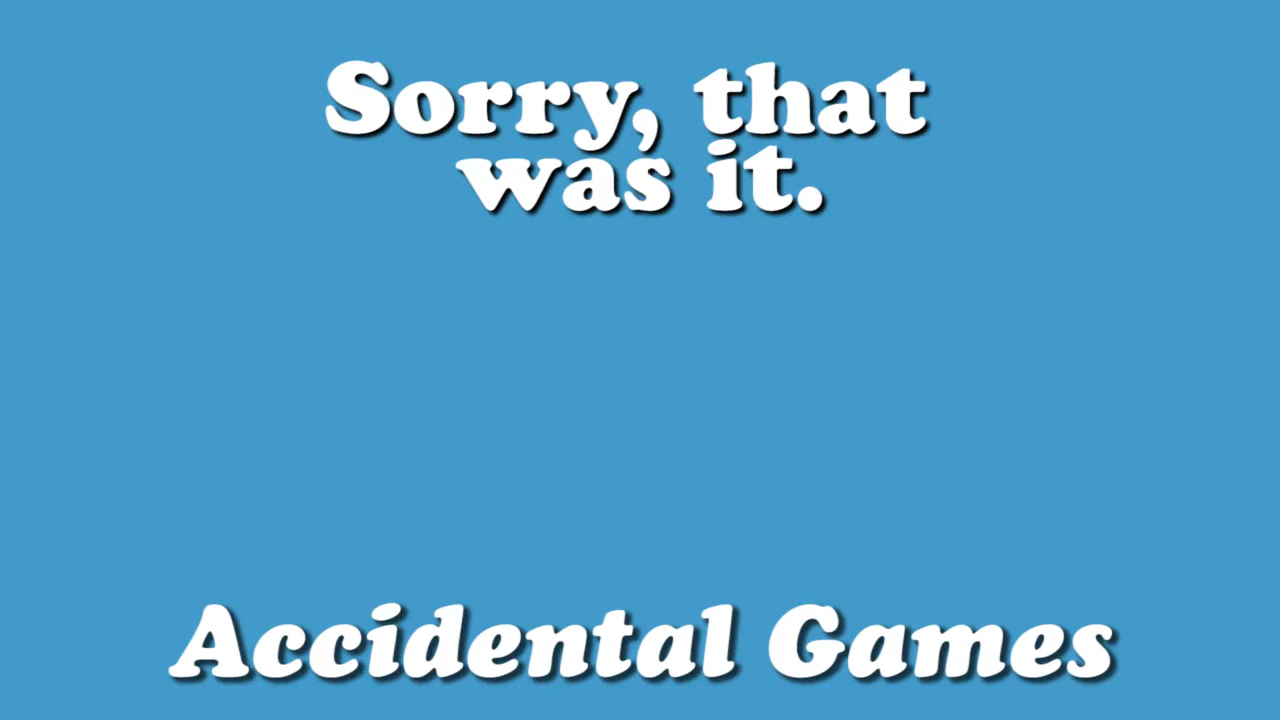 Sorry, that
was it.
Accidental Games